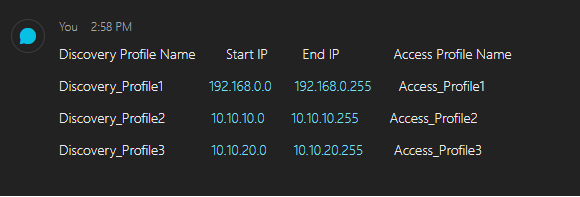 You 2:58 PM
Discovery Profile Name Start IP End IP Access Profile Name
Discovery_Profile1 192.168.0.0 192.168.0.255 Access_Profile1
Discovery_Profile2 10.10.10.0 10.10.10.255 Access_Profile2
Discovery_Profile3 10.10.20.0 10.10.20.255 Access_Profile3